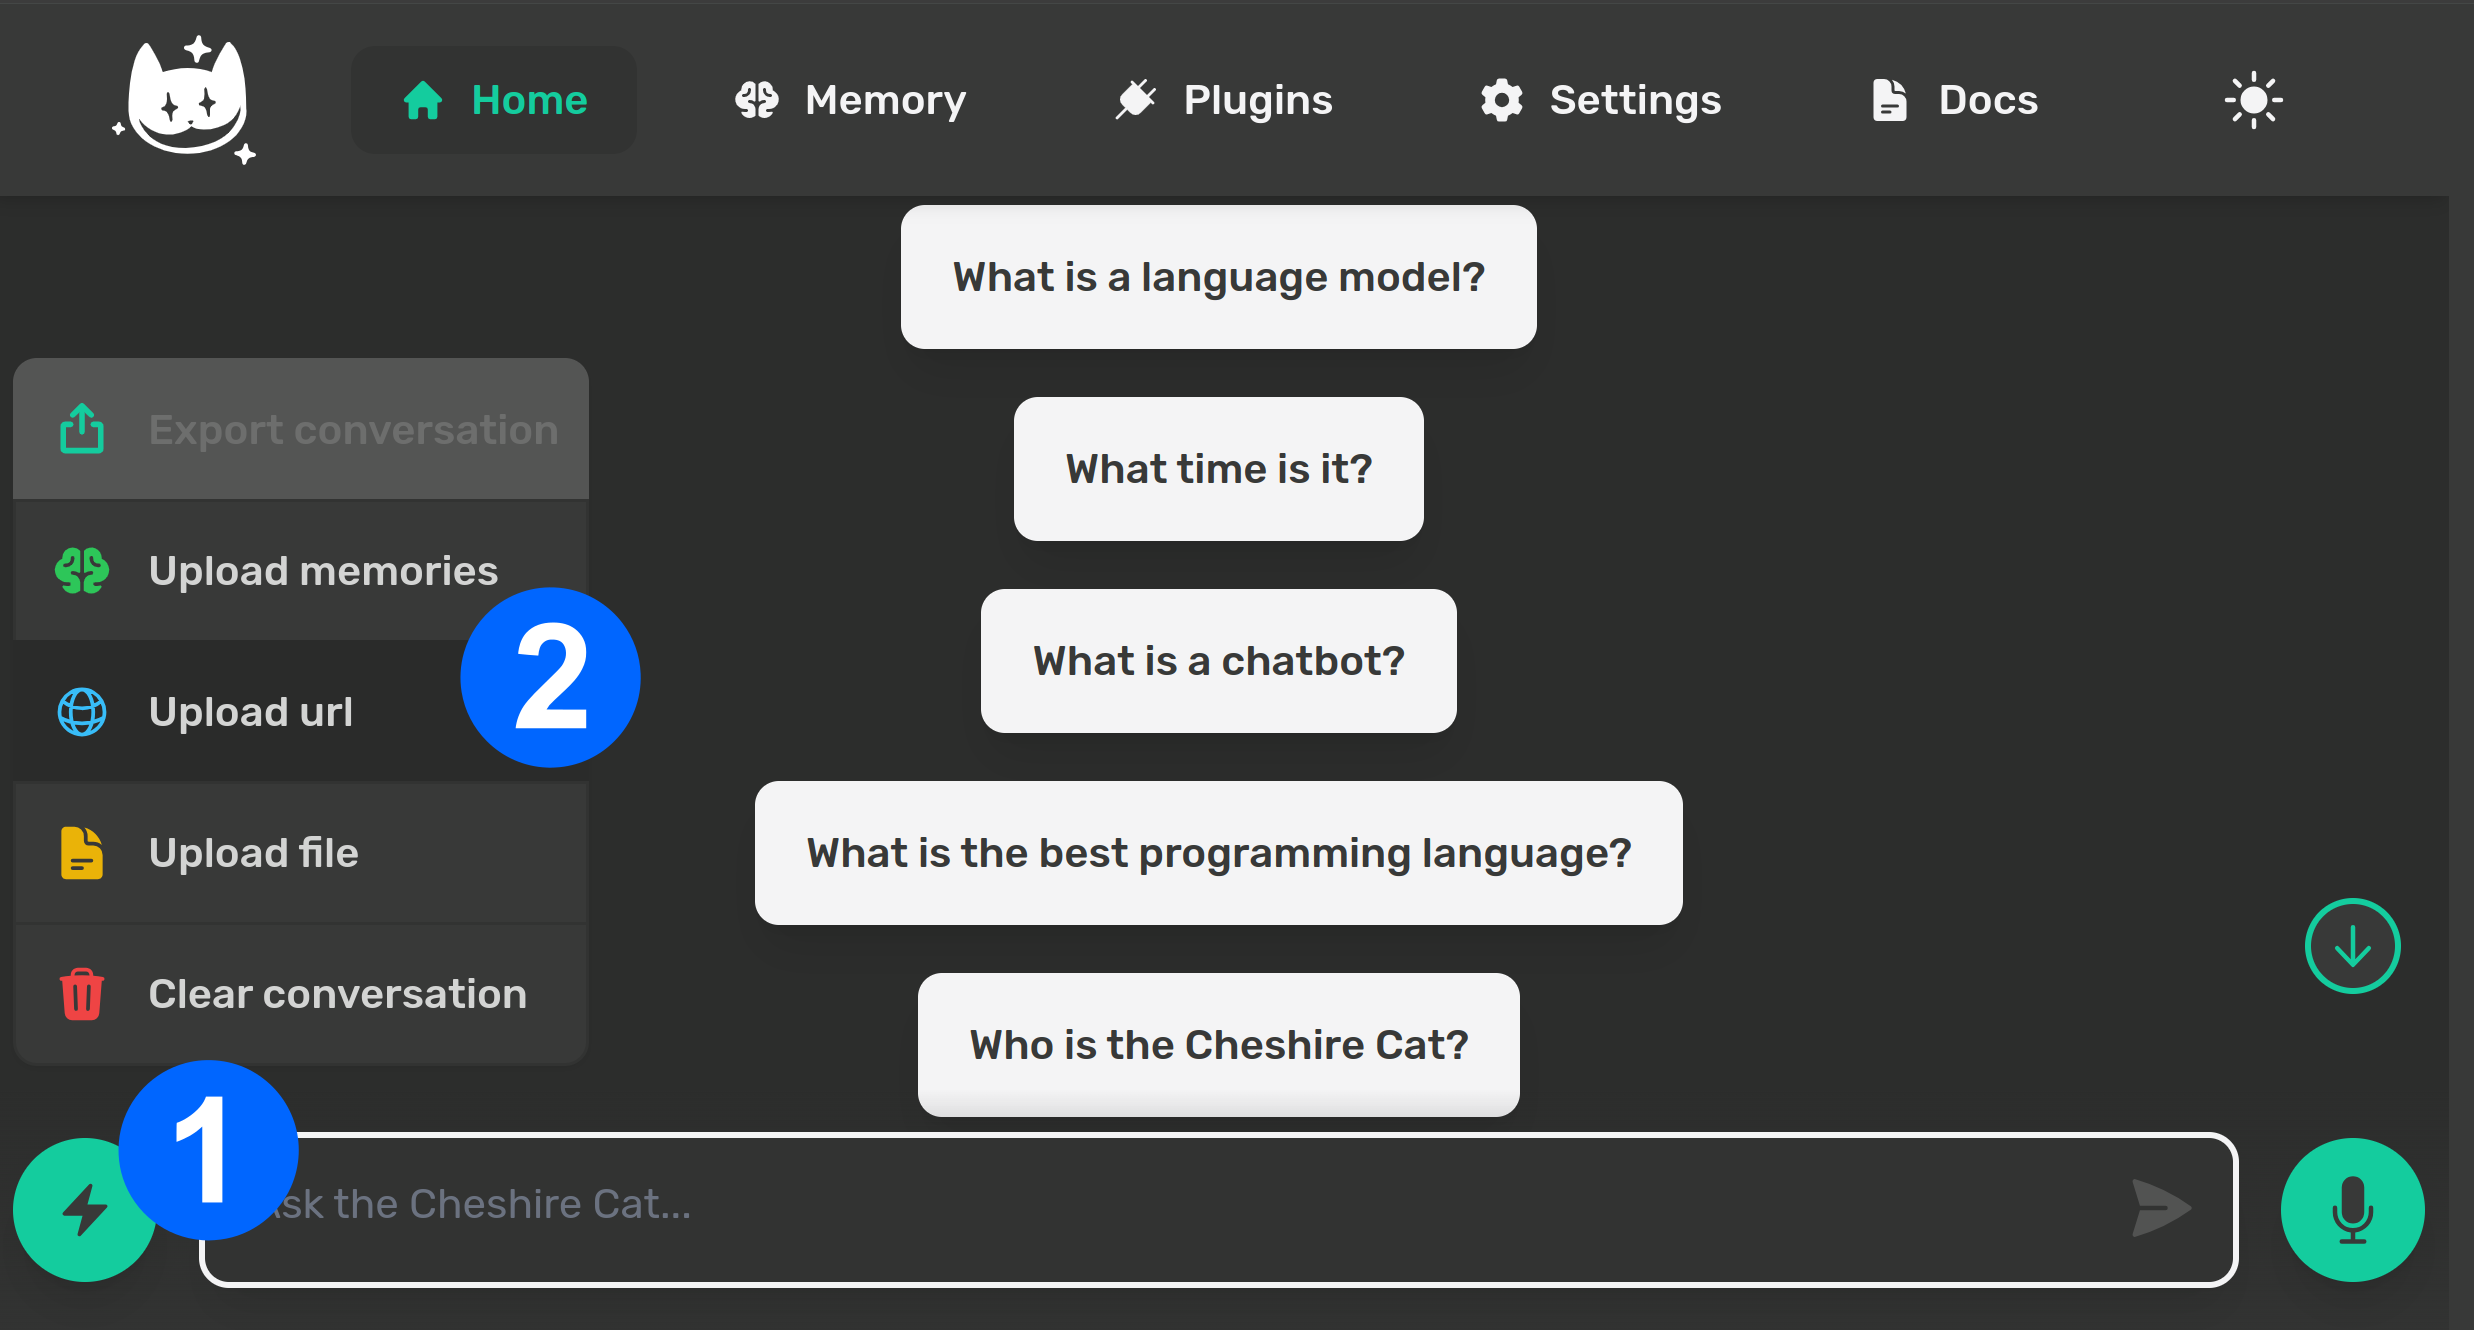 Home
Memory
Plugins
Settings
Docs
What is a language model?
What time is it?
What is a chatbot?
What is the best programming language?
Who is the Cheshire Cat?
Export conversation
Upload memories
2
Upload url
Upload file
Clear conversation
1
sk the Cheshire Cat...